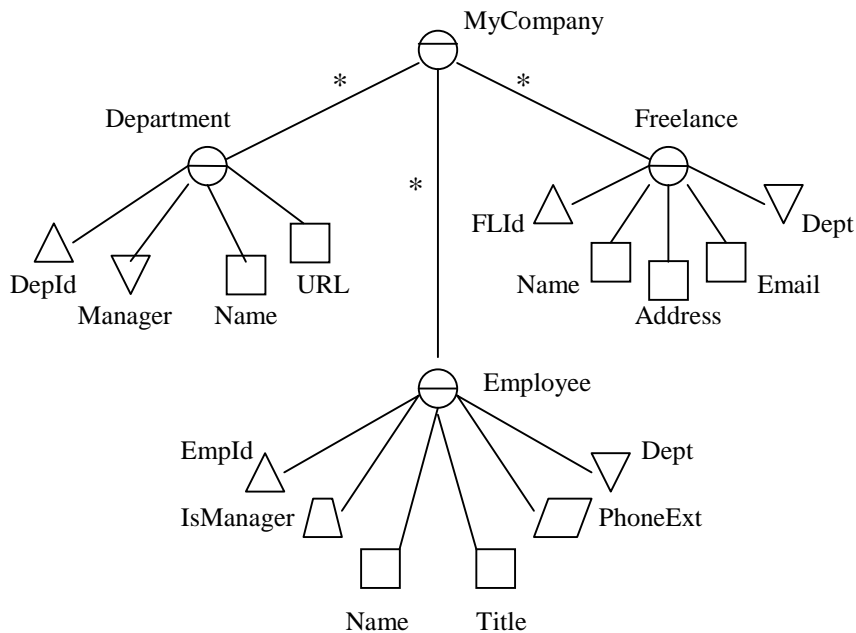 MyCompany
*
*
Department
Freelance
*
FLId
Dept
DepId
URL
Name
Email
Manager
Name
Address
Employee
EmpId
Dept
IsManager
PhoneExt
Name
Title